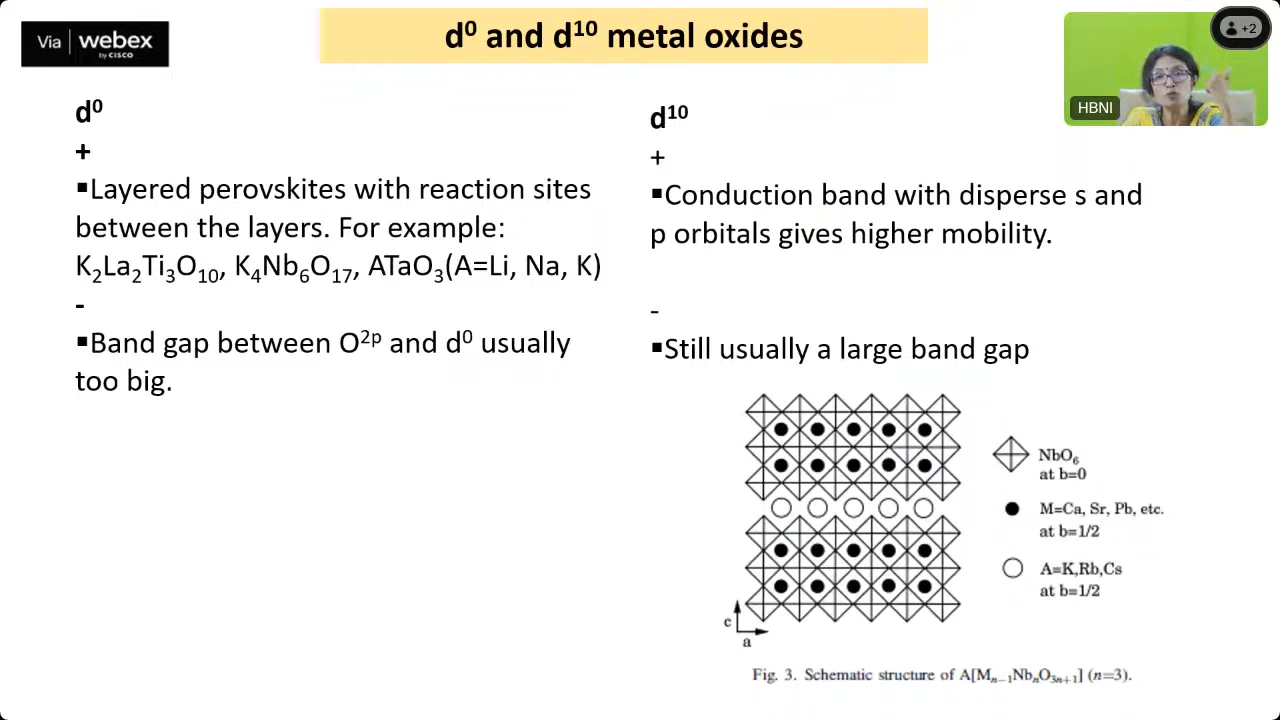 Via webex
by CISCO
d⁰ and d¹⁰ metal oxides
+2
HBNI
d⁰
+
▪Layered perovskites with reaction sites
between the layers. For example:
K₂La₂Ti₃O₁₀, K₄Nb₆O₁₇, ATaO₃(A=Li, Na, K)
-
▪Band gap between O²ᵖ and d⁰ usually
too big.
d¹⁰
+
▪Conduction band with disperse s and
p orbitals gives higher mobility.
-
▪Still usually a large band gap
NbO₆
at b=0
M=Ca, Sr, Pb, etc.
at b=1/2
A=K,Rb,Cs
at b=1/2
c
a
Fig. 3. Schematic structure of A[Mₙ₋₁NbₙO₃ₙ₊₁] (n=3).